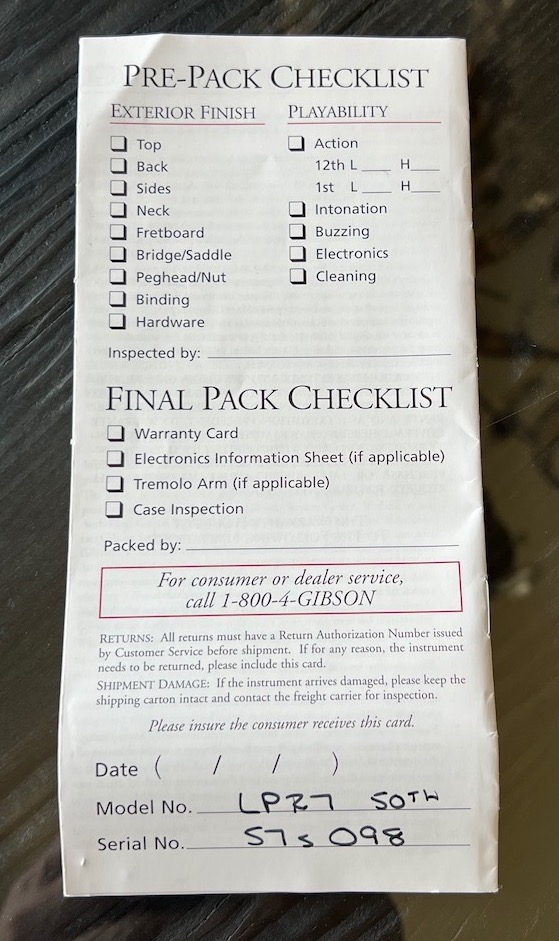 PRE-PACK CHECKLIST
EXTERIOR FINISH
Top
Back
Sides
Neck
Fretboard
Bridge/Saddle
Peghead/Nut
Binding
Hardware
PLAYABILITY
Action
12th L ___ H___
1st L ___ H___
Intonation
Buzzing
Electronics
Cleaning
Inspected by:
FINAL PACK CHECKLIST
Warranty Card
Electronics Information Sheet (if applicable)
Tremolo Arm (if applicable)
Case Inspection
Packed by:
For consumer or dealer service,
call 1-800-4-GIBSON
RETURNS: All returns must have a Return Authorization Number issued
by Customer Service before shipment. If for any reason, the instrument
needs to be returned, please include this card.
SHIPMENT DAMAGE: If the instrument arrives damaged, please keep the
shipping carton intact and contact the freight carrier for inspection.
Please insure the consumer receives this card.
Date ( / / )
Model No. LPR7 50TH
Serial No. 57s 098